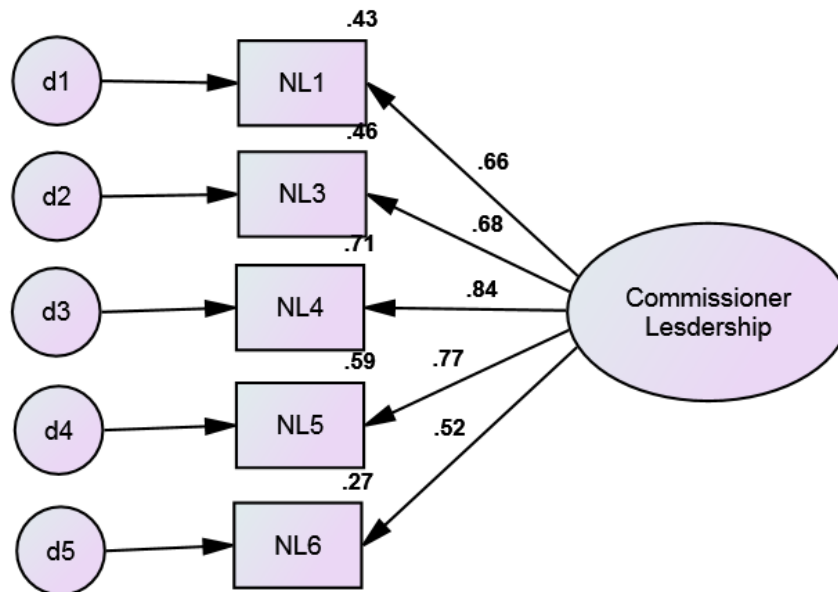 .43
d1
NL1
.46
.66
d2
NL3
.68
.71
d3
NL4
.84
Commissioner
Lesdership
.59
.77
d4
NL5
.52
.27
d5
NL6